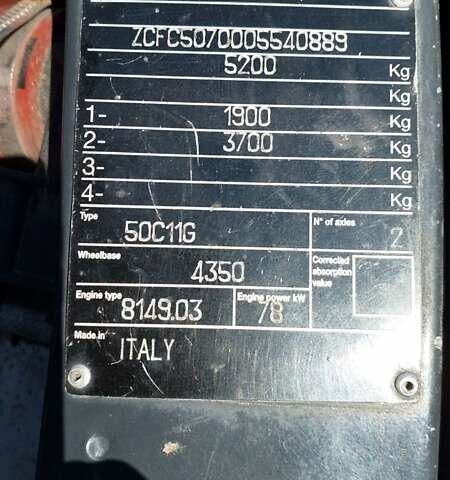 ZCFC5070005540889
5200 Kg
Kg
1- 1900 Kg
2- 3700 Kg
3- Kg
4- Kg
Type 50C11G N° of axles 2
Wheelbase 4350 Corrected absorption value
Engine type 8149.03 Engine power kW 78
Made in ITALY